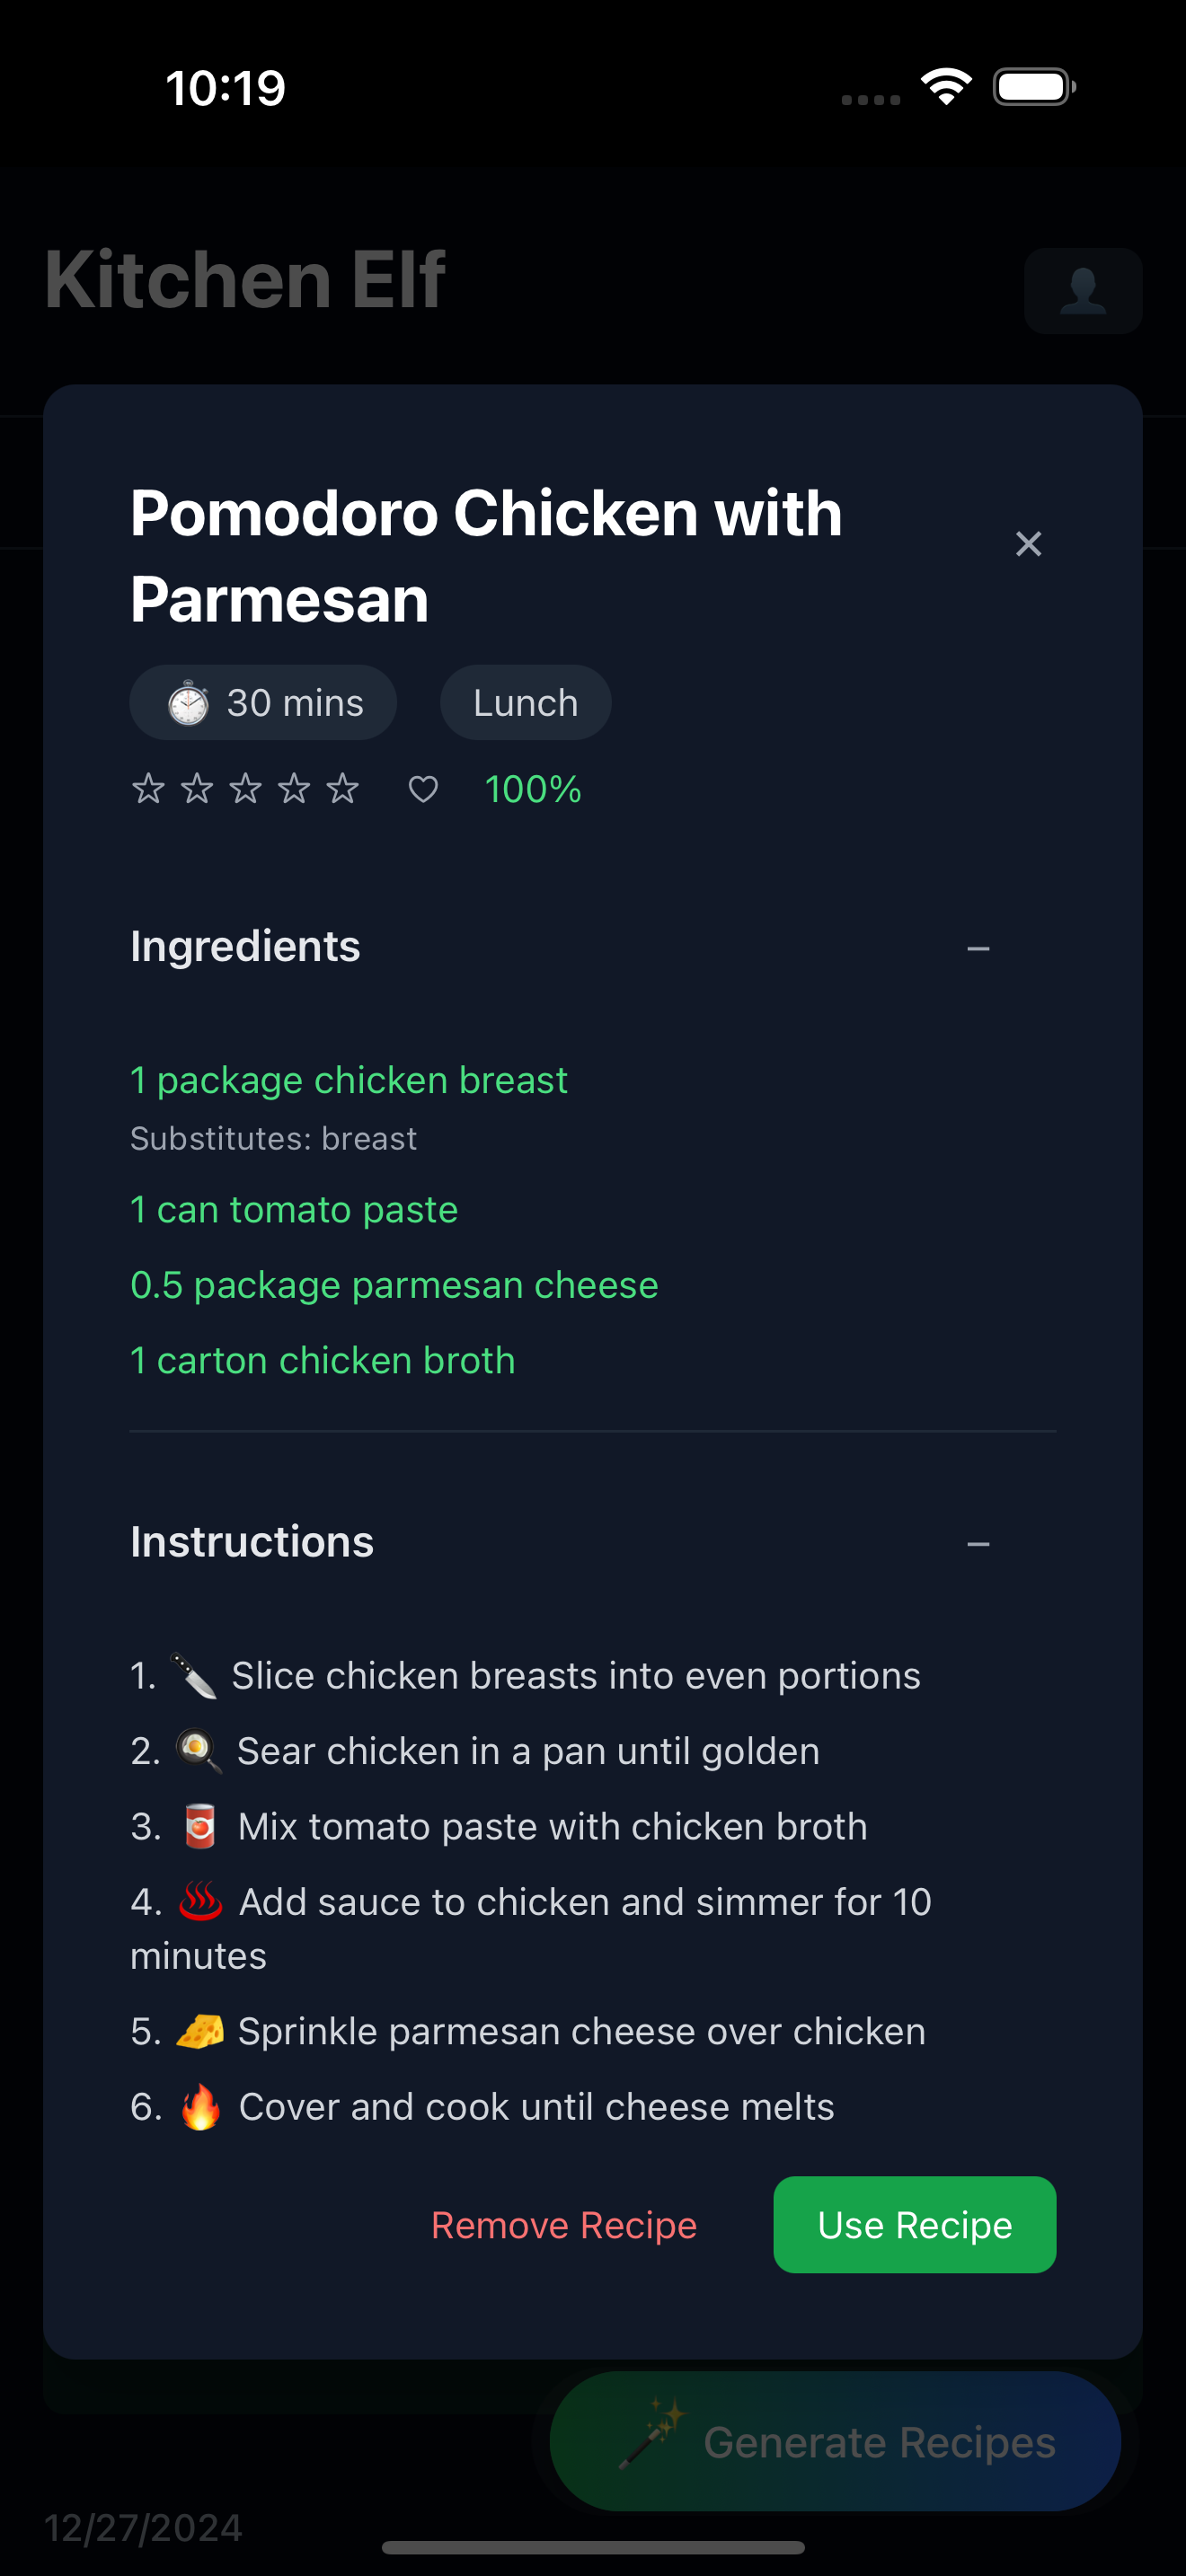 10:19
Kitchen Elf
Pomodoro Chicken with
Parmesan
30 mins
Lunch
100%
Ingredients
1 package chicken breast
Substitutes: breast
1 can tomato paste
0.5 package parmesan cheese
1 carton chicken broth
Instructions
1. 🔪 Slice chicken breasts into even portions
2. 🍳 Sear chicken in a pan until golden
3. 🥫 Mix tomato paste with chicken broth
4. ♨️ Add sauce to chicken and simmer for 10
minutes
5. 🧀 Sprinkle parmesan cheese over chicken
6. 🔥 Cover and cook until cheese melts
Remove Recipe
Use Recipe
Generate Recipes
12/27/2024